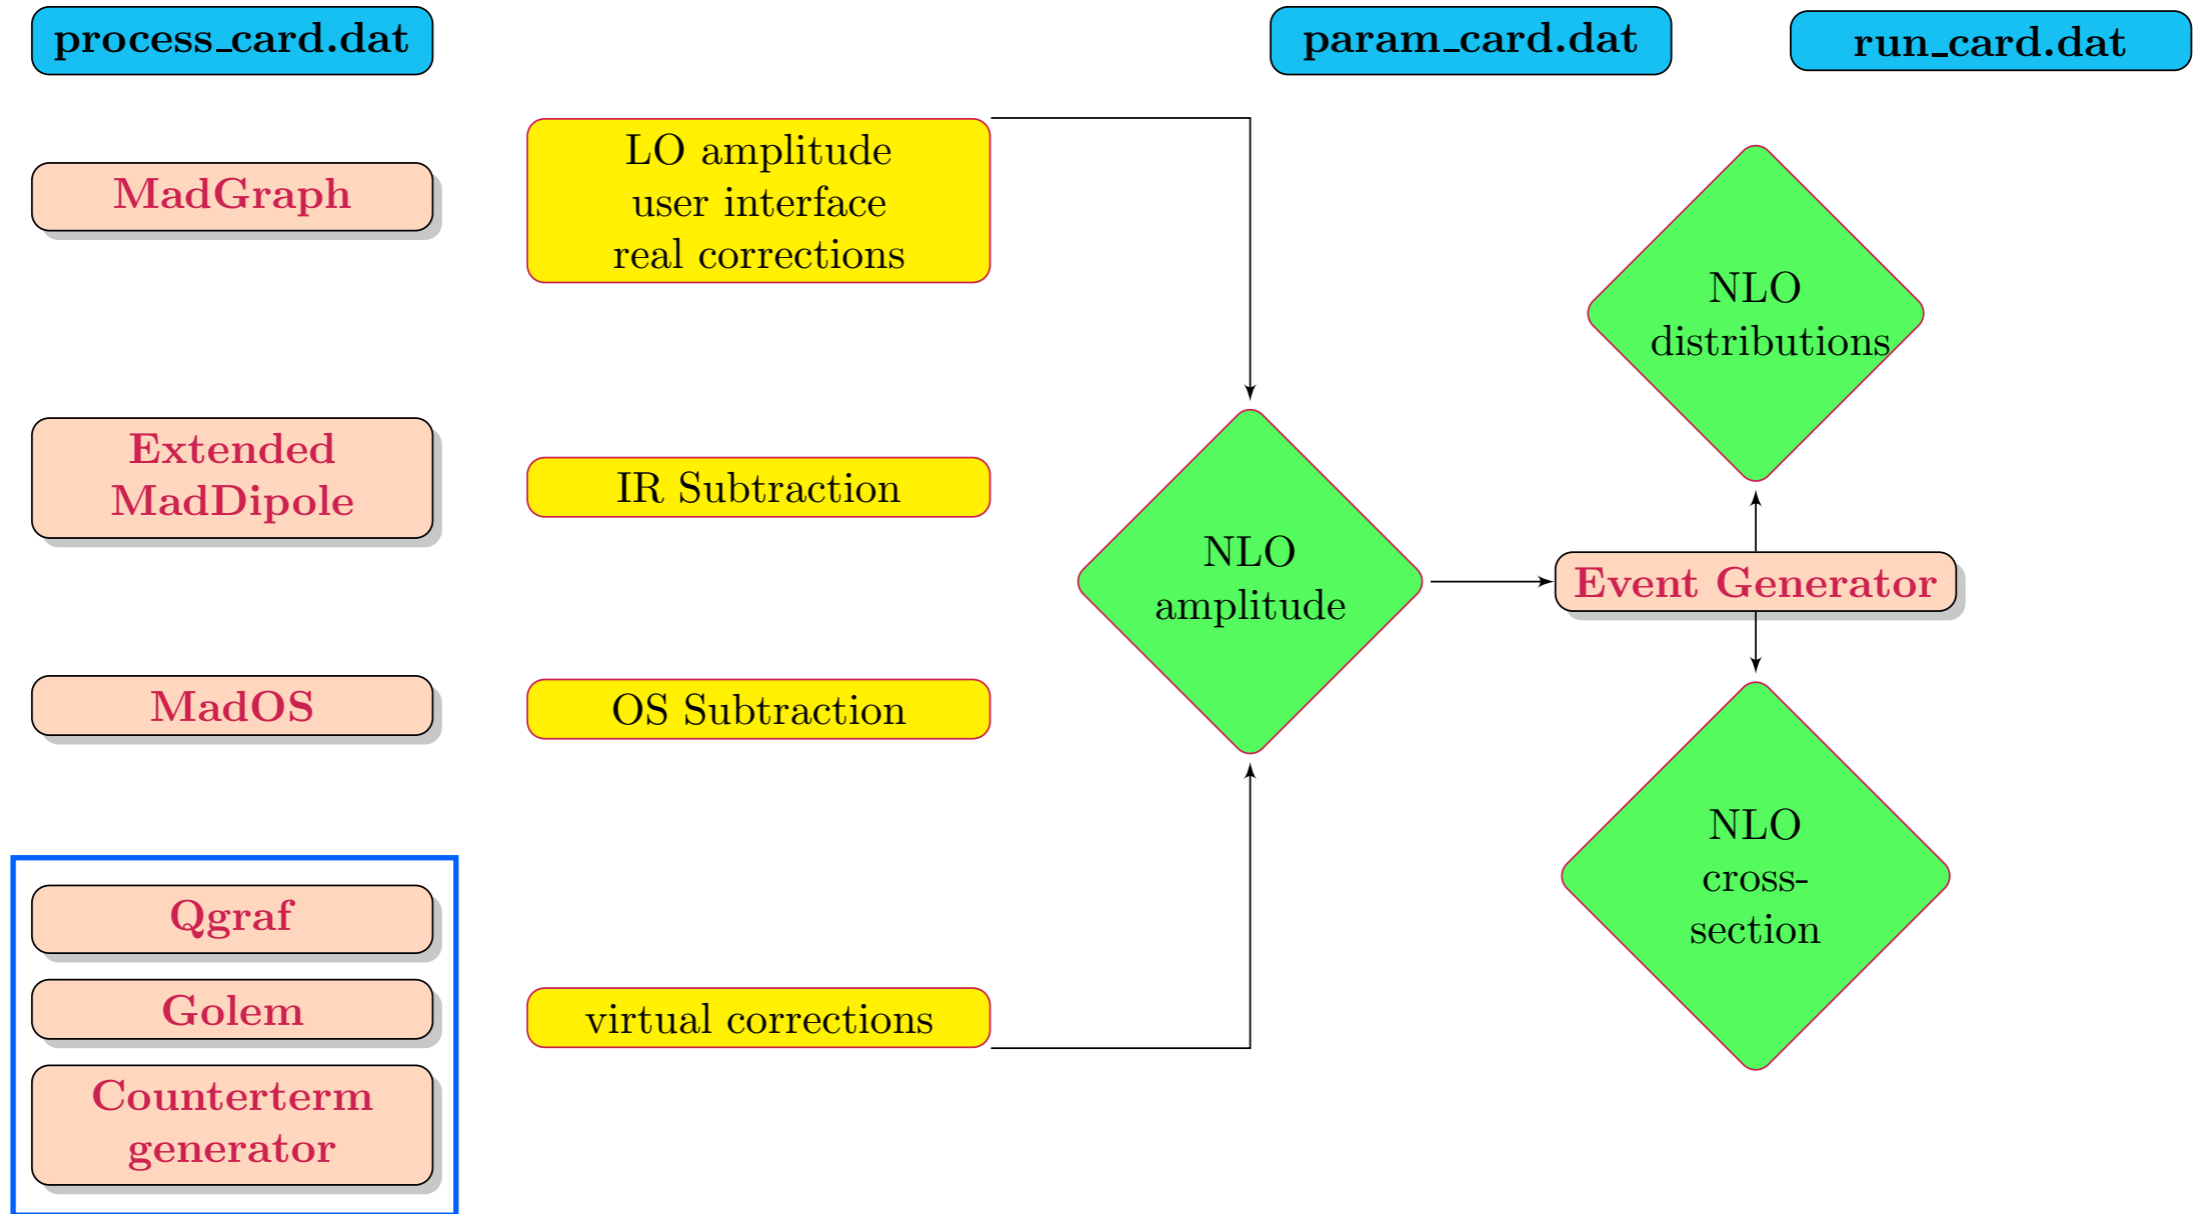 process_card.dat
param_card.dat
run_card.dat
MadGraph
LO amplitude
user interface
real corrections
NLO
distributions
Extended
MadDipole
IR Subtraction
NLO
amplitude
Event Generator
MadOS
OS Subtraction
NLO
cross-
section
Qgraf
Golem
virtual corrections
Counterterm
generator